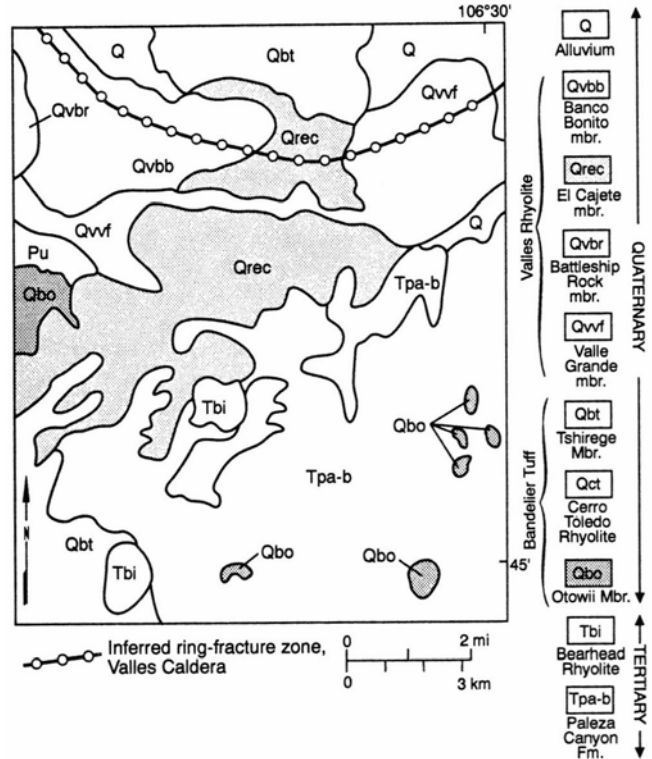 106°30'
Q
Qbt
Q
Qvbr
Qvvf
Qrec
Qvbb
Qvvf
Q
Pu
Qrec
Tpa-b
Qbo
Tbi
Qbo
Tpa-b
Qbt
Tbi
Qbo
Qbo
45'
N
Inferred ring-fracture zone,
Valles Caldera
0 2 mi
0 3 km
Q
Alluvium
Qvbb
Banco
Bonito
mbr.
Qrec
El Cajete
mbr.
Qvbr
Battleship
Rock
mbr.
Qvvf
Valle
Grande
mbr.
Valles Rhyolite
Qbt
Tshirege
Mbr.
Qct
Cerro
Toledo
Rhyolite
Qbo
Otowii Mbr.
Bandelier Tuff
QUATERNARY
Tbi
Bearhead
Rhyolite
Tpa-b
Paleza
Canyon
Fm.
TERTIARY